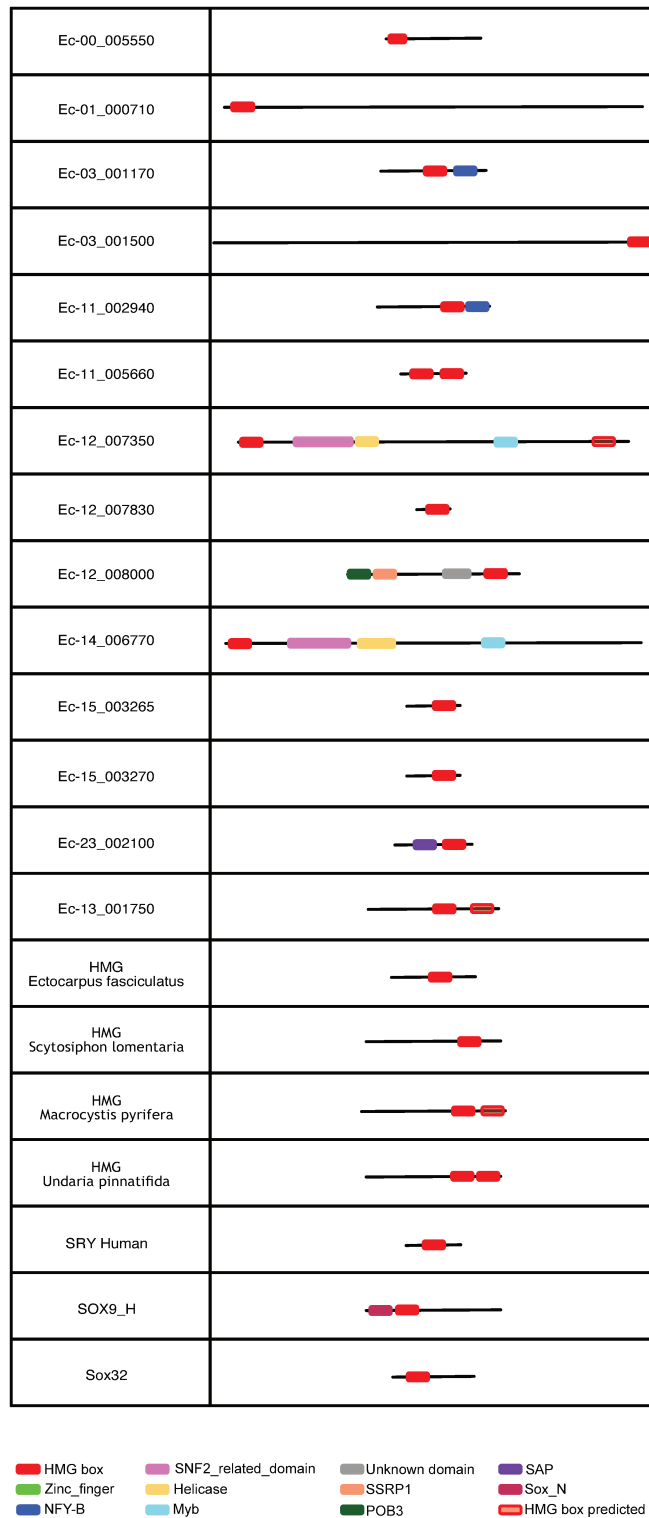 Ec-00_005550
Ec-01_000710
Ec-03_001170
Ec-03_001500
Ec-11_002940
Ec-11_005660
Ec-12_007350
Ec-12_007830
Ec-12_008000
Ec-14_006770
Ec-15_003265
Ec-15_003270
Ec-23_002100
Ec-13_001750
HMG
Ectocarpus fasciculatus
HMG
Scytosiphon lomentaria
HMG
Macrocystis pyrifera
HMG
Undaria pinnatifida
SRY Human
SOX9_H
Sox32
HMG box SNF2_related_domain Unknown domain SAP
Zinc_finger Helicase SSRP1 Sox_N
NFY-B Myb POB3 HMG box predicted